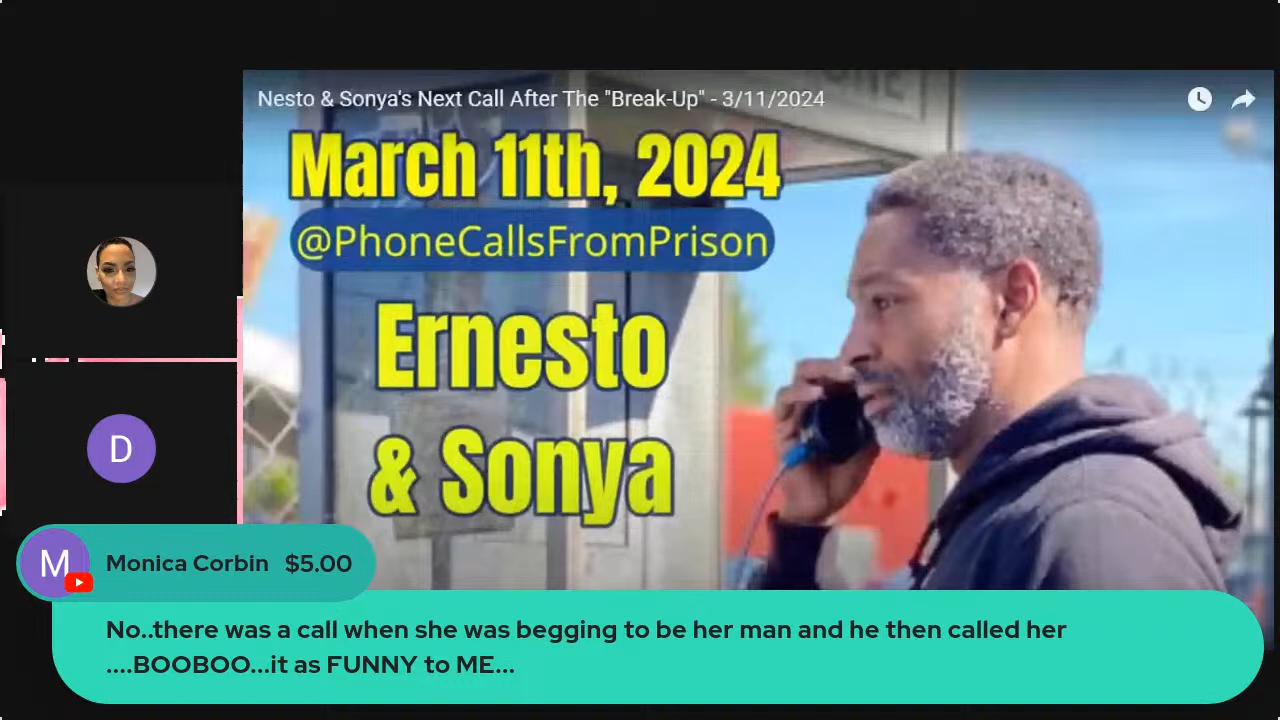 Nesto & Sonya's Next Call After The "Break-Up" - 3/11/2024
ONE
March 11th, 2024
@PhoneCallsFromPrison
Ernesto
& Sonya
D
M
Monica Corbin $5.00
No..there was a call when she was begging to be her man and he then called her
....BOOBOO...it as FUNNY to ME...